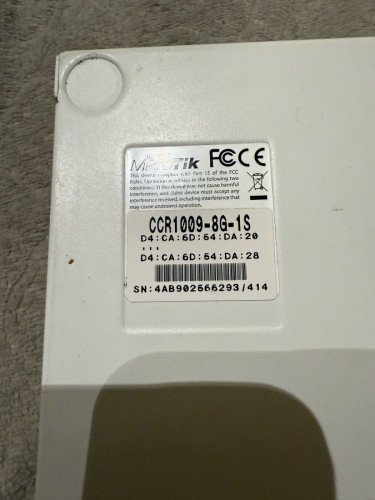 MikroTik FC CE
This device complies with Part 15 of the FCC
Rules. Operation is subject to the following two
conditions: 1) this device may not cause harmful
interference, and 2)this device must accept any
interference received, including interference that
may cause undesired operation.
CCR1009-8G-1S
D4:CA:6D:54:DA:20
...
D4:CA:6D:54:DA:28
SN:4AB902566293/414